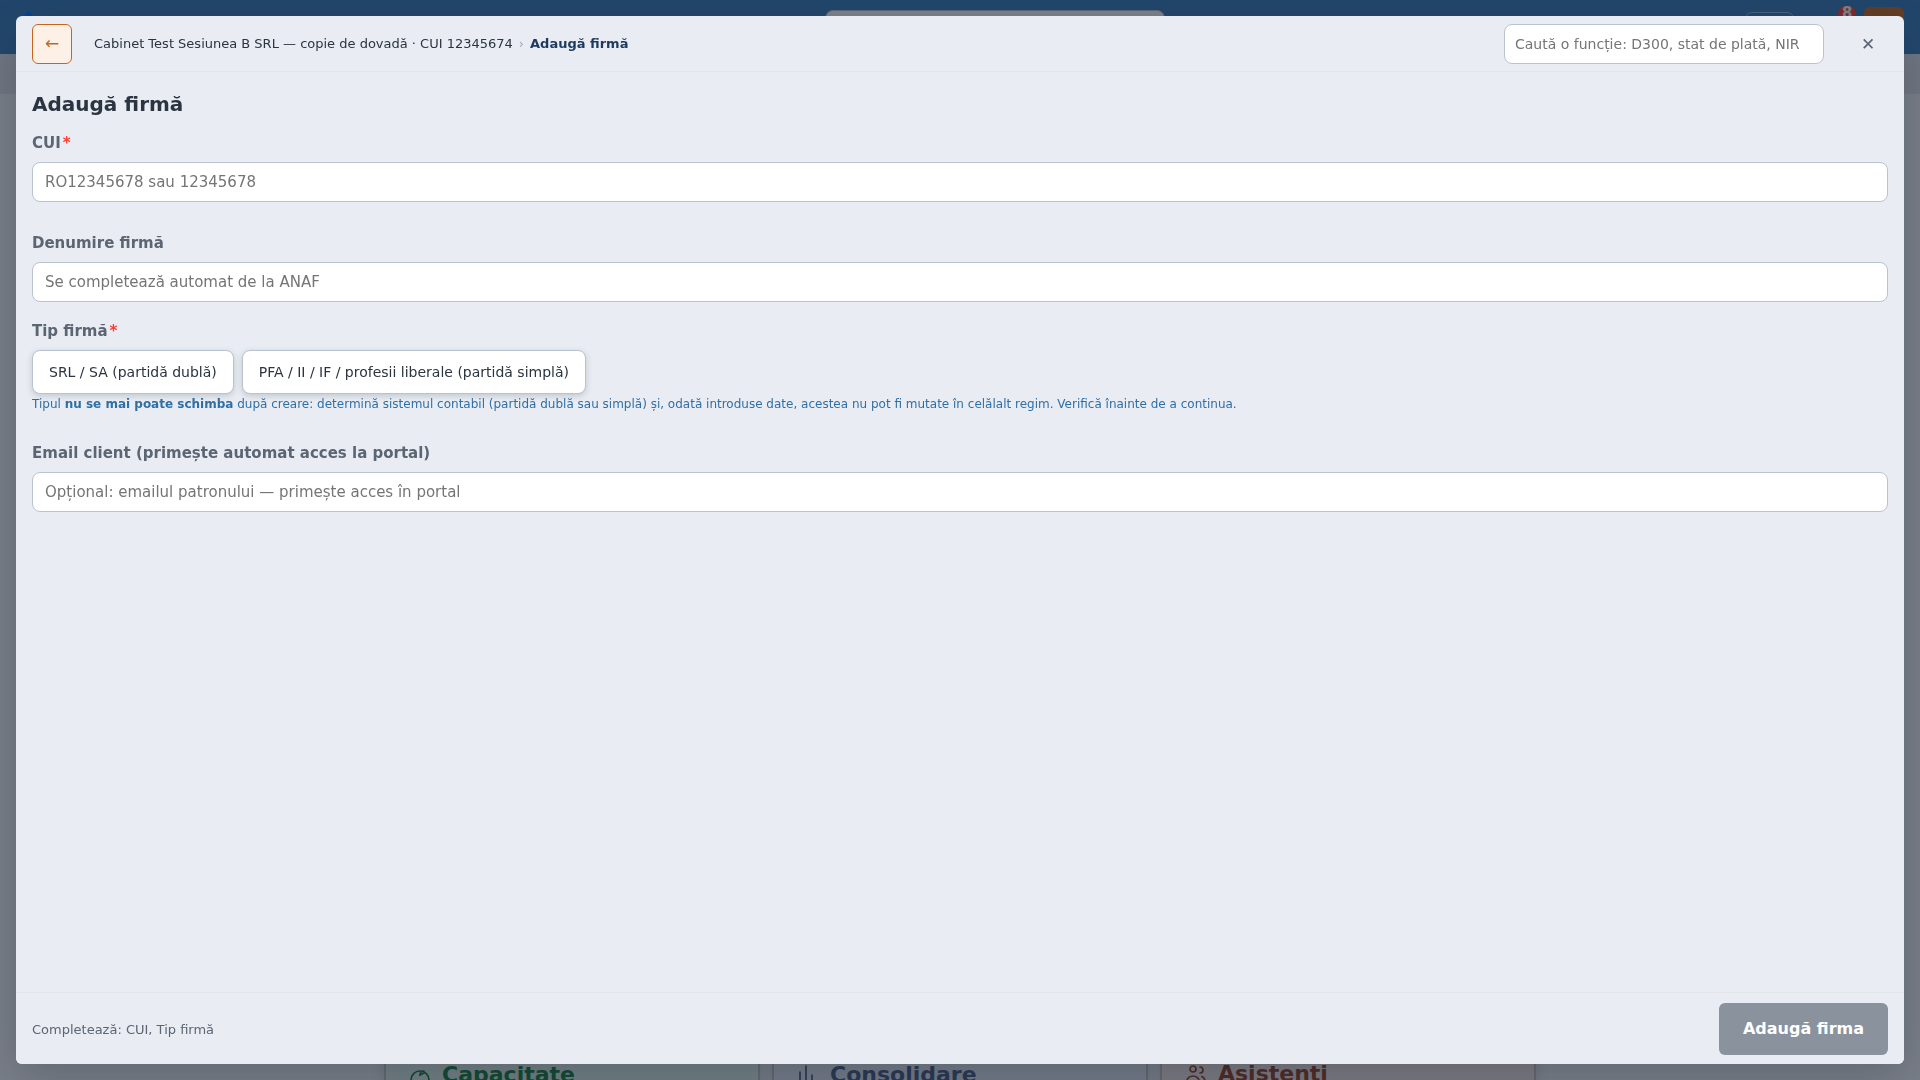 8
← Cabinet Test Sesiunea B SRL — copie de dovadă · CUI 12345674 › Adaugă firmă
Caută o funcție: D300, stat de plată, NIR
✕
Adaugă firmă
CUI*
RO12345678 sau 12345678
Denumire firmă
Se completează automat de la ANAF
Tip firmă*
SRL / SA (partidă dublă)
PFA / II / IF / profesii liberale (partidă simplă)
Tipul nu se mai poate schimba după creare: determină sistemul contabil (partidă dublă sau simplă) și, odată introduse date, acestea nu pot fi mutate în celălalt regim. Verifică înainte de a continua.
Email client (primește automat acces la portal)
Opțional: emailul patronului — primește acces în portal
Completează: CUI, Tip firmă
Adaugă firma
Capacitate
Consolidare
Asistenți